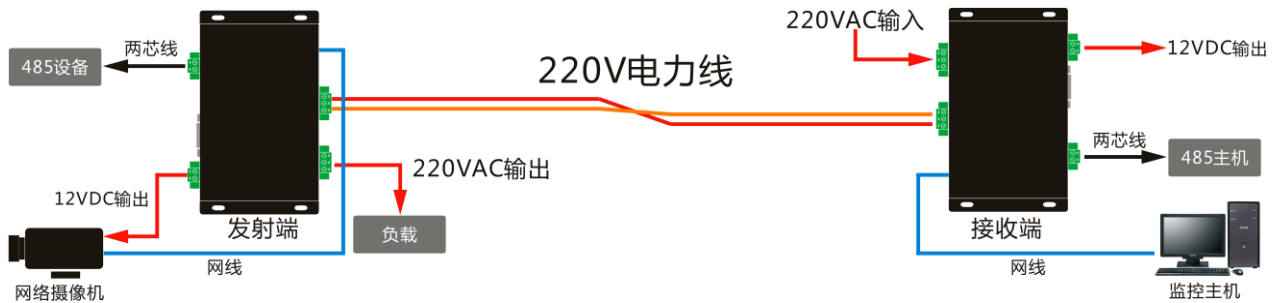 220VAC输入
两芯线
485设备
12VDC输出
220V电力线
两芯线
485主机
220VAC输出
12VDC输出
发射端
负载
接收端
网线
网线
网络摄像机
监控主机